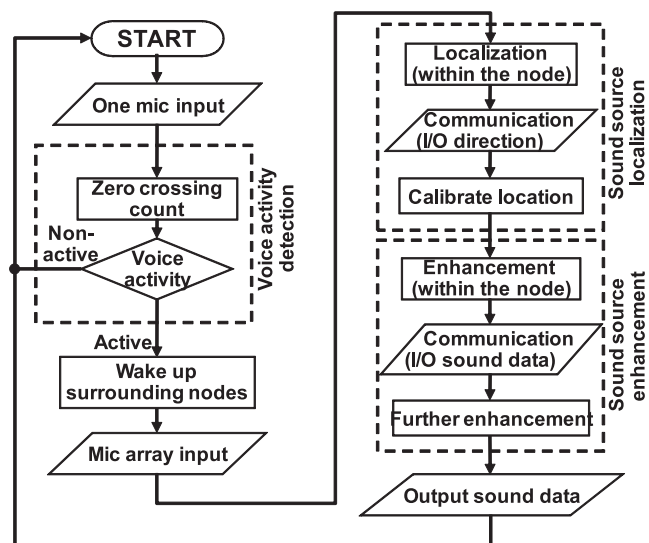 START
One mic input
Zero crossing
count
Non-
active
Voice
activity
Voice activity
detection
Active
Wake up
surrounding nodes
Mic array input
Localization
(within the node)
Communication
(I/O direction)
Calibrate location
Sound source
localization
Enhancement
(within the node)
Communication
(I/O sound data)
Further enhancement
Sound source
enhancement
Output sound data